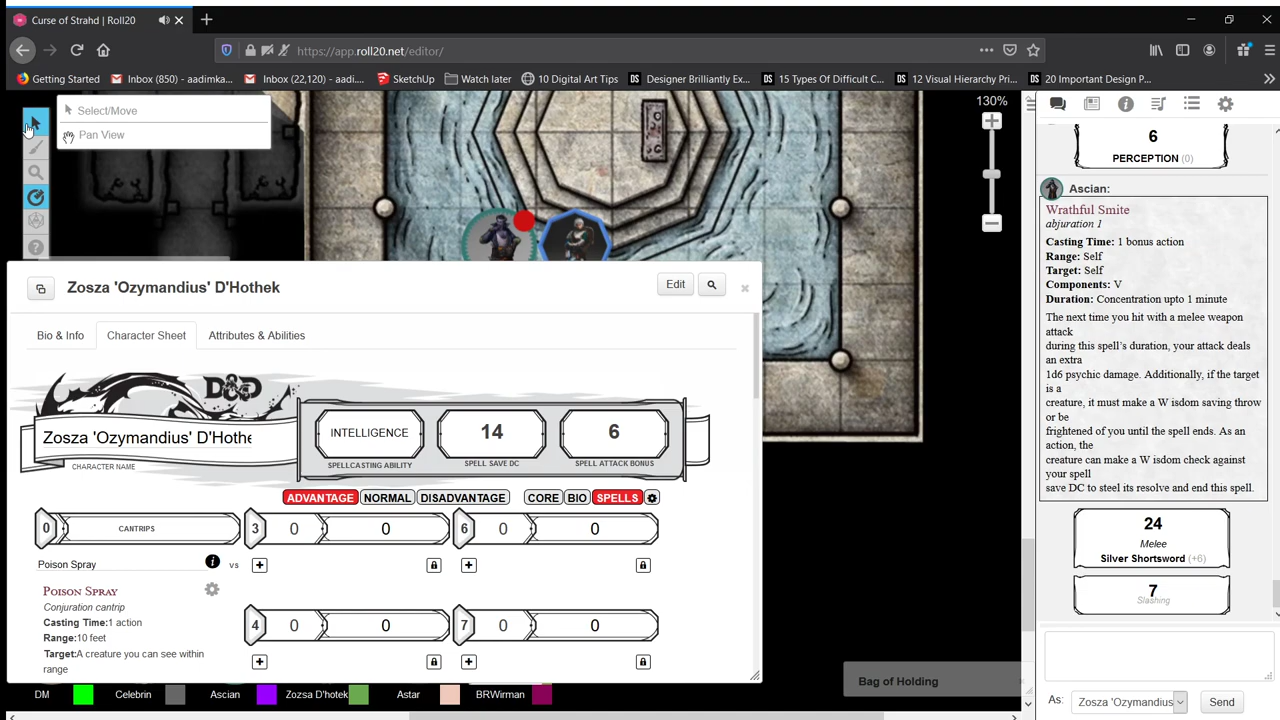 Curse of Strahd | Roll20
https://app.roll20.net/editor/
Getting Started
Inbox (850) - aadimka...
Inbox (22,120) - aadi...
SketchUp
Watch later
10 Digital Art Tips
Designer Brilliantly Ex...
15 Types Of Difficult C...
12 Visual Hierarchy Prin...
20 Important Design P...
Select/Move
Pan View
130%
Zosza 'Ozymandius' D'Hothek
Edit
Bio & Info
Character Sheet
Attributes & Abilities
D&D
Zosza 'Ozymandius' D'Hothe
CHARACTER NAME
INTELLIGENCE
SPELLCASTING ABILITY
14
SPELL SAVE DC
6
SPELL ATTACK BONUS
ADVANTAGE
NORMAL
DISADVANTAGE
CORE
BIO
SPELLS
0
CANTRIPS
3 0 0
6 0 0
Poison Spray
vs
POISON SPRAY
Conjuration cantrip
Casting Time:1 action
Range:10 feet
Target:A creature you can see within
range
4 0 0
7 0 0
DM
Celebrin
Ascian
Zozsa D'hotek
Astar
BRWirman
Bag of Holding
6
PERCEPTION (0)
Ascian:
Wrathful Smite
abjuration 1
Casting Time: 1 bonus action
Range: Self
Target: Self
Components: V
Duration: Concentration upto 1 minute
The next time you hit with a melee weapon
attack
during this spell's duration, your attack deals
an extra
1d6 psychic damage. Additionally, if the target
is a
creature, it must make a W isdom saving throw
or be
frightened of you until the spell ends. As an
action, the
creature can make a W isdom check against
your spell
save DC to steel its resolve and end this spell.
24
Melee
Silver Shortsword (+6)
7
Slashing
As:
Zosza 'Ozymandius'
Send